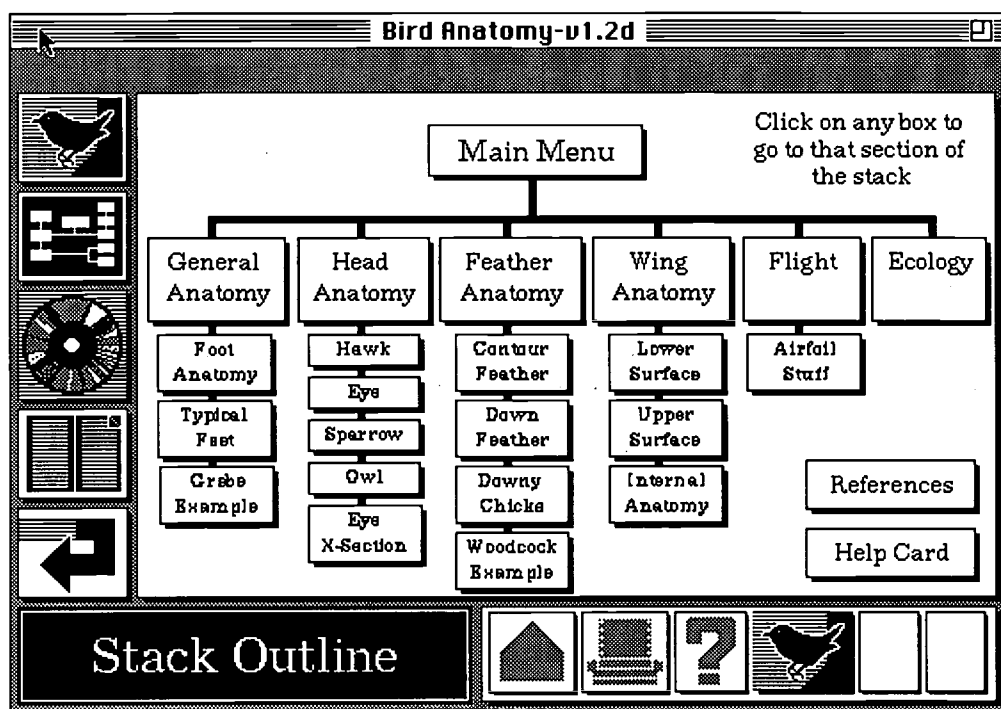 Bird Anatomy-v1.2d
Click on any box to
go to that section of
the stack
Main Menu
General
Anatomy
Head
Anatomy
Feather
Anatomy
Wing
Anatomy
Flight
Ecology
Foot
Anatomy
Typical
Feet
Grebe
Example
Hawk
Eye
Sparrow
Owl
Eye
X-Section
Contour
Feather
Down
Feather
Downy
Chicks
Woodcock
Example
Lower
Surface
Upper
Surface
Internal
Anatomy
Airfoil
Stuff
References
Help Card
Stack Outline
?